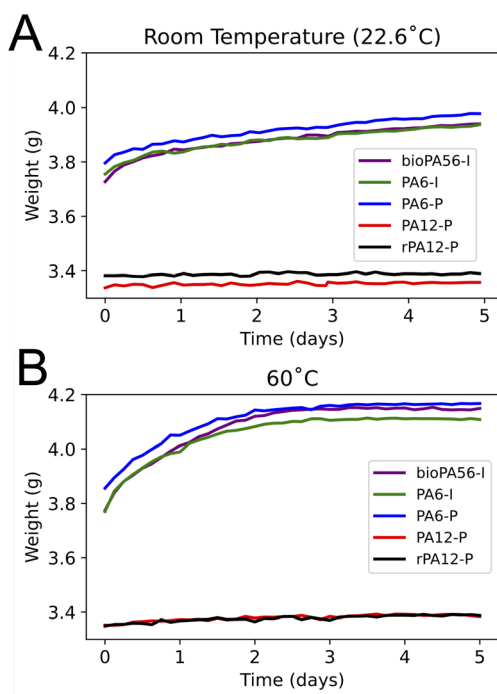 A
Room Temperature (22.6˚C)
4.2
4.0
3.8
3.6
3.4
Weight (g)
bioPA56-I
PA6-I
PA6-P
PA12-P
rPA12-P
0 1 2 3 4 5
Time (days)
B
60˚C
4.2
4.0
3.8
3.6
3.4
Weight (g)
bioPA56-I
PA6-I
PA6-P
PA12-P
rPA12-P
0 1 2 3 4 5
Time (days)